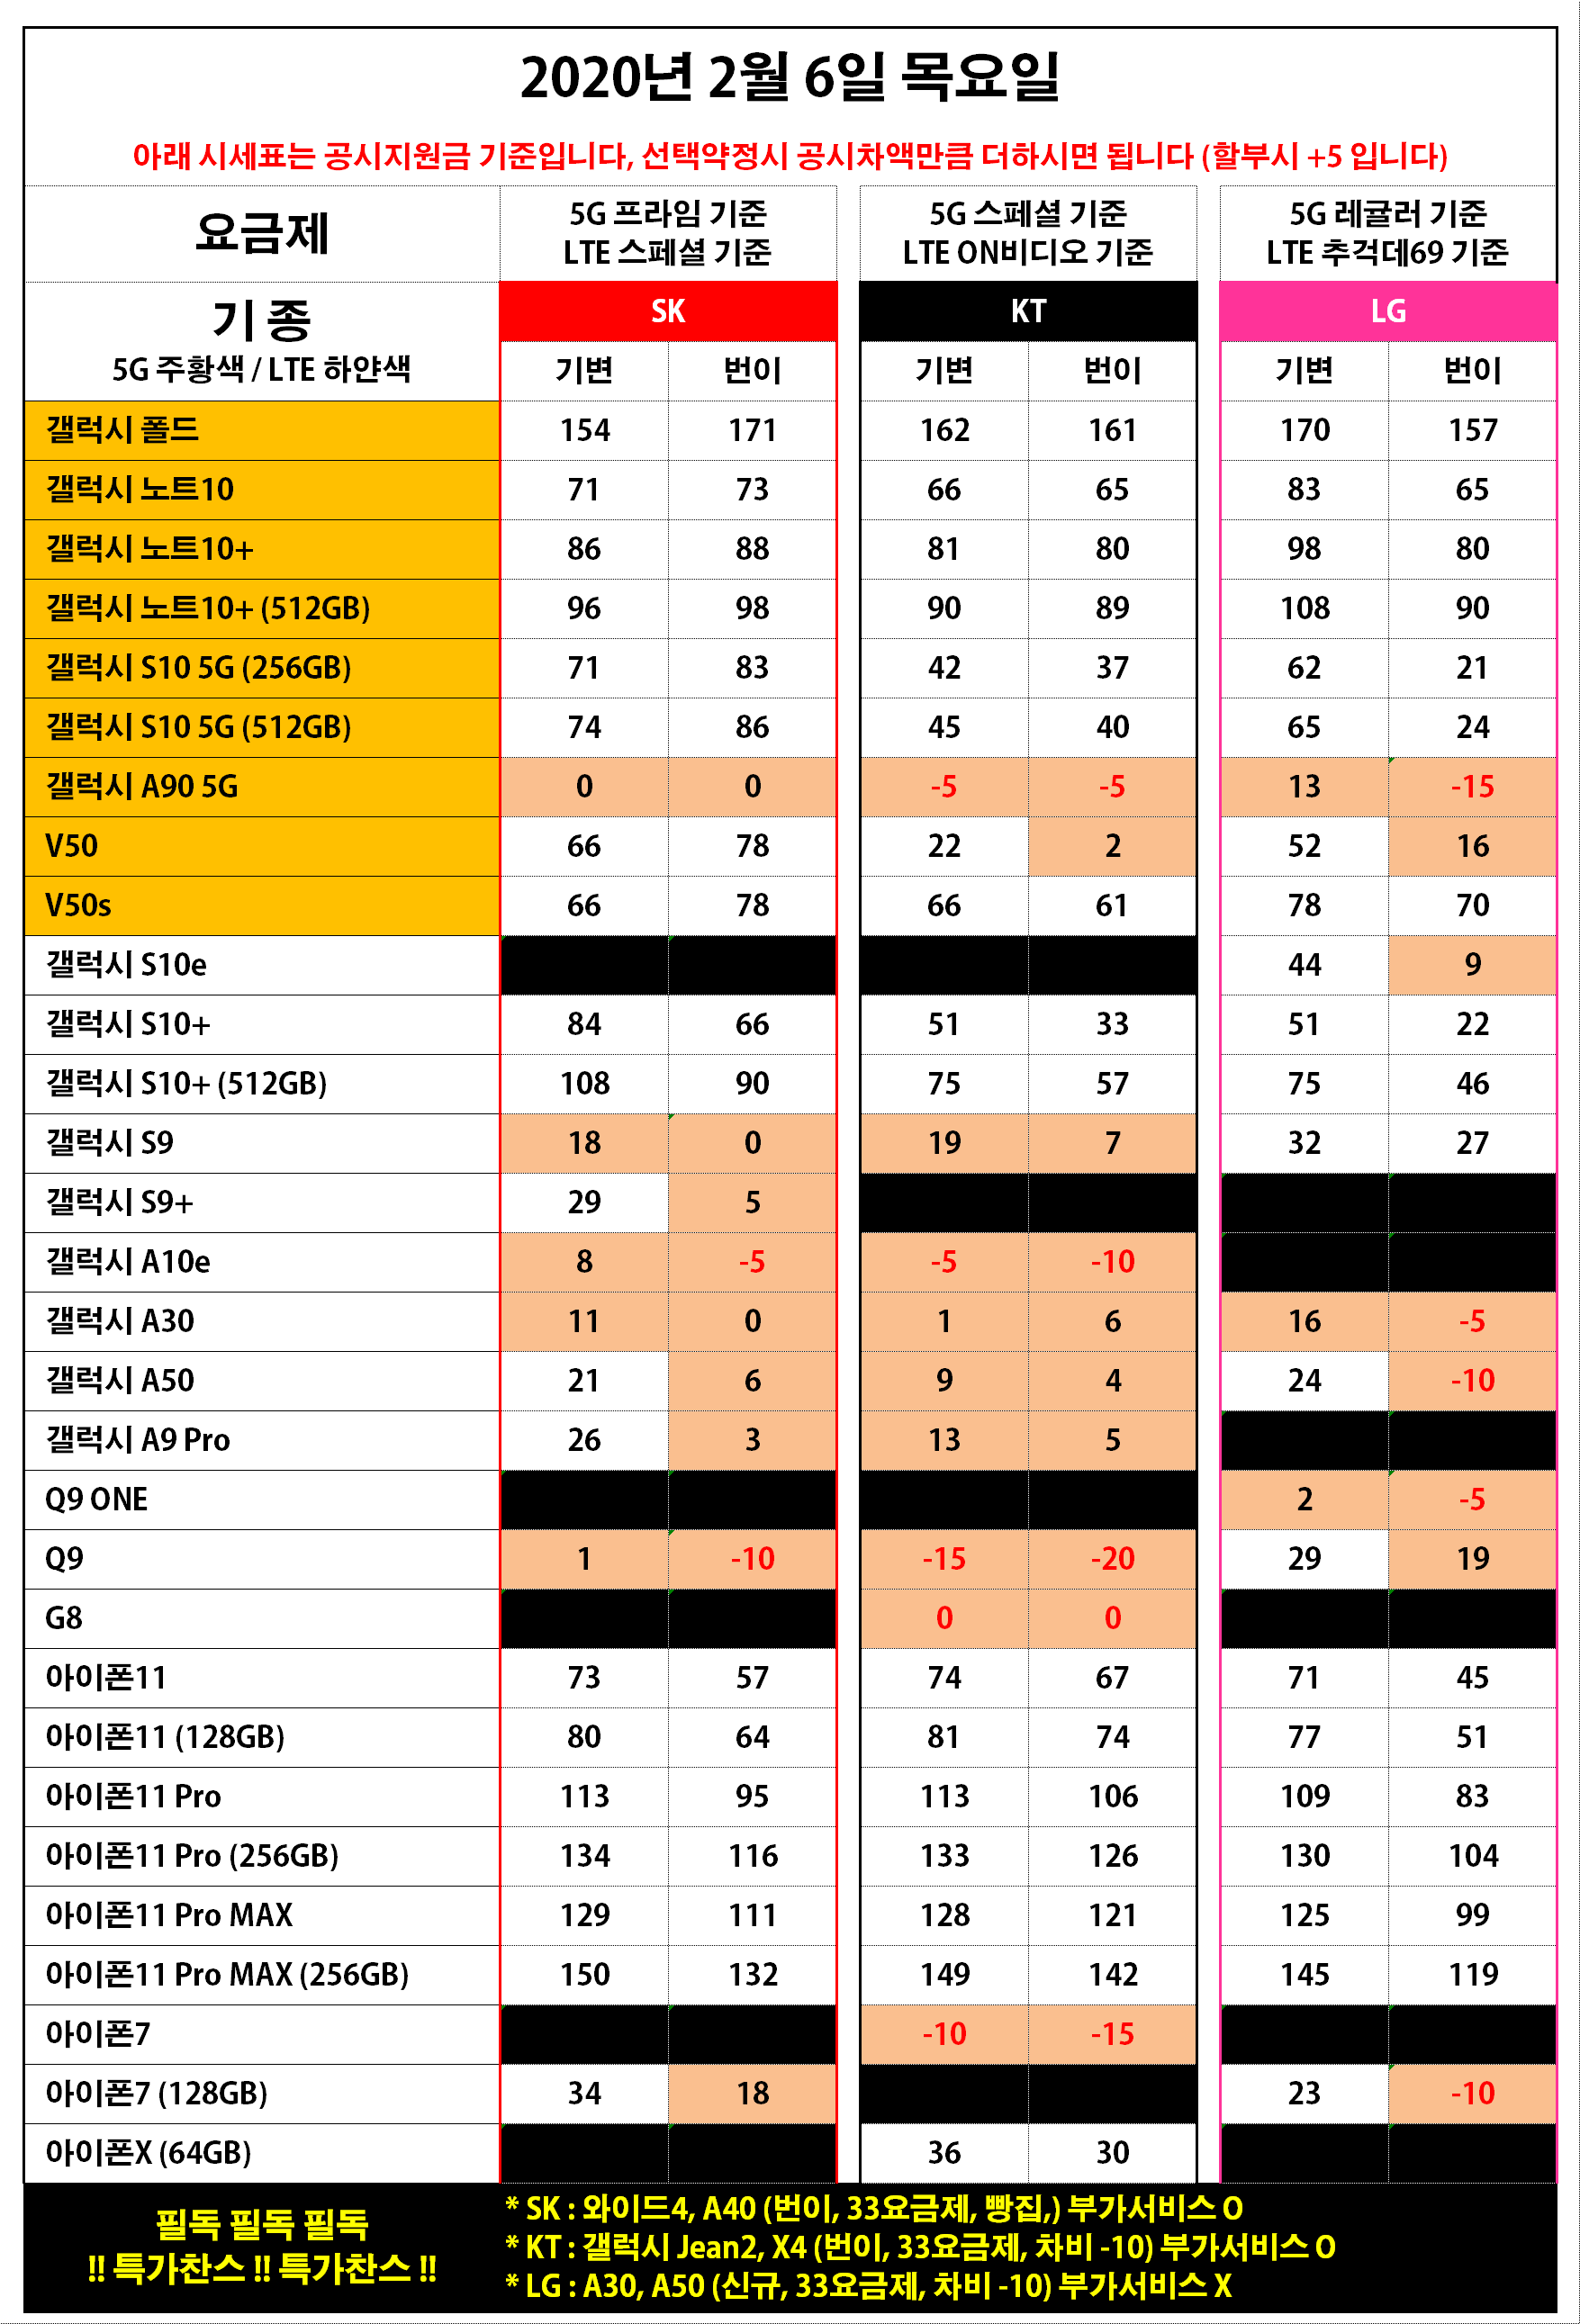 2020년 2월 6일 목요일
아래 시세표는 공시지원금 기준입니다, 선택약정시 공시차액만큼 더하시면 됩니다 (할부시 +5 입니다)
요금제
5G 프라임 기준
LTE 스페셜 기준
5G 스페셜 기준
LTE ON비디오 기준
5G 레귤러 기준
LTE 추걱데69 기준
기 종
5G 주황색 / LTE 하얀색
SK KT LG
기변 번이 기변 번이 기변 번이
갤럭시 폴드 154 171 162 161 170 157
갤럭시 노트10 71 73 66 65 83 65
갤럭시 노트10+ 86 88 81 80 98 80
갤럭시 노트10+ (512GB) 96 98 90 89 108 90
갤럭시 S10 5G (256GB) 71 83 42 37 62 21
갤럭시 S10 5G (512GB) 74 86 45 40 65 24
갤럭시 A90 5G 0 0 -5 -5 13 -15
V50 66 78 22 2 52 16
V50s 66 78 66 61 78 70
갤럭시 S10e 44 9
갤럭시 S10+ 84 66 51 33 51 22
갤럭시 S10+ (512GB) 108 90 75 57 75 46
갤럭시 S9 18 0 19 7 32 27
갤럭시 S9+ 29 5
갤럭시 A10e 8 -5 -5 -10
갤럭시 A30 11 0 1 6 16 -5
갤럭시 A50 21 6 9 4 24 -10
갤럭시 A9 Pro 26 3 13 5
Q9 ONE 2 -5
Q9 1 -10 -15 -20 29 19
G8 0 0
아이폰11 73 57 74 67 71 45
아이폰11 (128GB) 80 64 81 74 77 51
아이폰11 Pro 113 95 113 106 109 83
아이폰11 Pro (256GB) 134 116 133 126 130 104
아이폰11 Pro MAX 129 111 128 121 125 99
아이폰11 Pro MAX (256GB) 150 132 149 142 145 119
아이폰7 -10 -15
아이폰7 (128GB) 34 18 23 -10
아이폰X (64GB) 36 30
필독 필독 필독
!! 특가찬스 !! 특가찬스 !!
* SK : 와이드4, A40 (번이, 33요금제, 빵집,) 부가서비스 O
* KT : 갤럭시 Jean2, X4 (번이, 33요금제, 차비 -10) 부가서비스 O
* LG : A30, A50 (신규, 33요금제, 차비 -10) 부가서비스 X